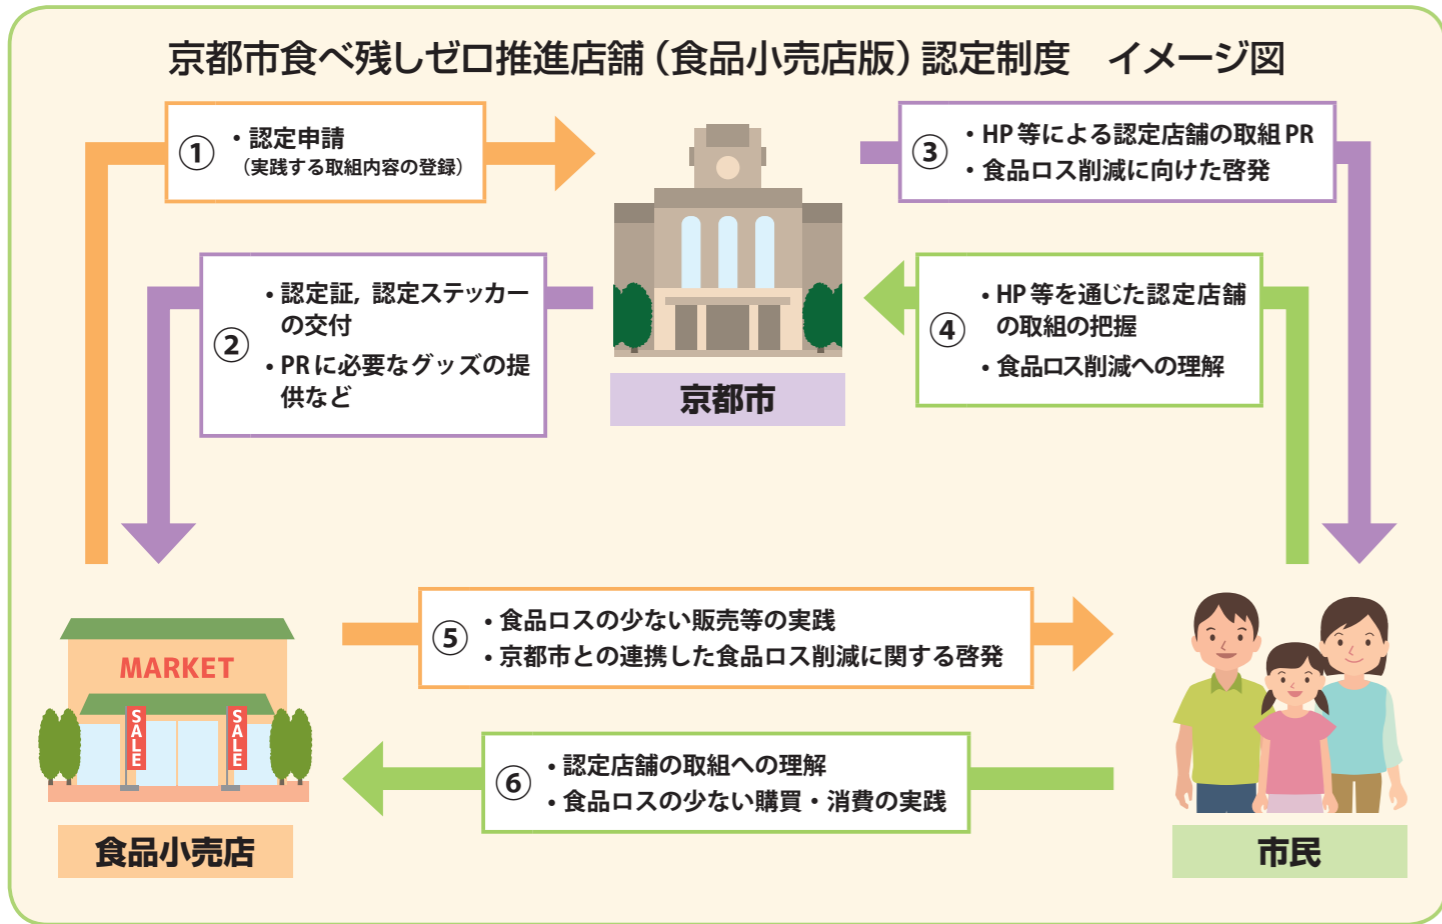 京都市食べ残しゼロ推進店舗（食品小売店版）認定制度　イメージ図
①
・認定申請
（実践する取組内容の登録）
③
・HP等による認定店舗の取組PR
・食品ロス削減に向けた啓発
②
・認定証，認定ステッカー
の交付
・PRに必要なグッズの提
供など
④
・HP等を通じた認定店舗
の取組の把握
・食品ロス削減への理解
京都市
⑤
・食品ロスの少ない販売等の実践
・京都市との連携した食品ロス削減に関する啓発
MARKET
SALE
SALE
⑥
・認定店舗の取組への理解
・食品ロスの少ない購買・消費の実践
食品小売店
市民